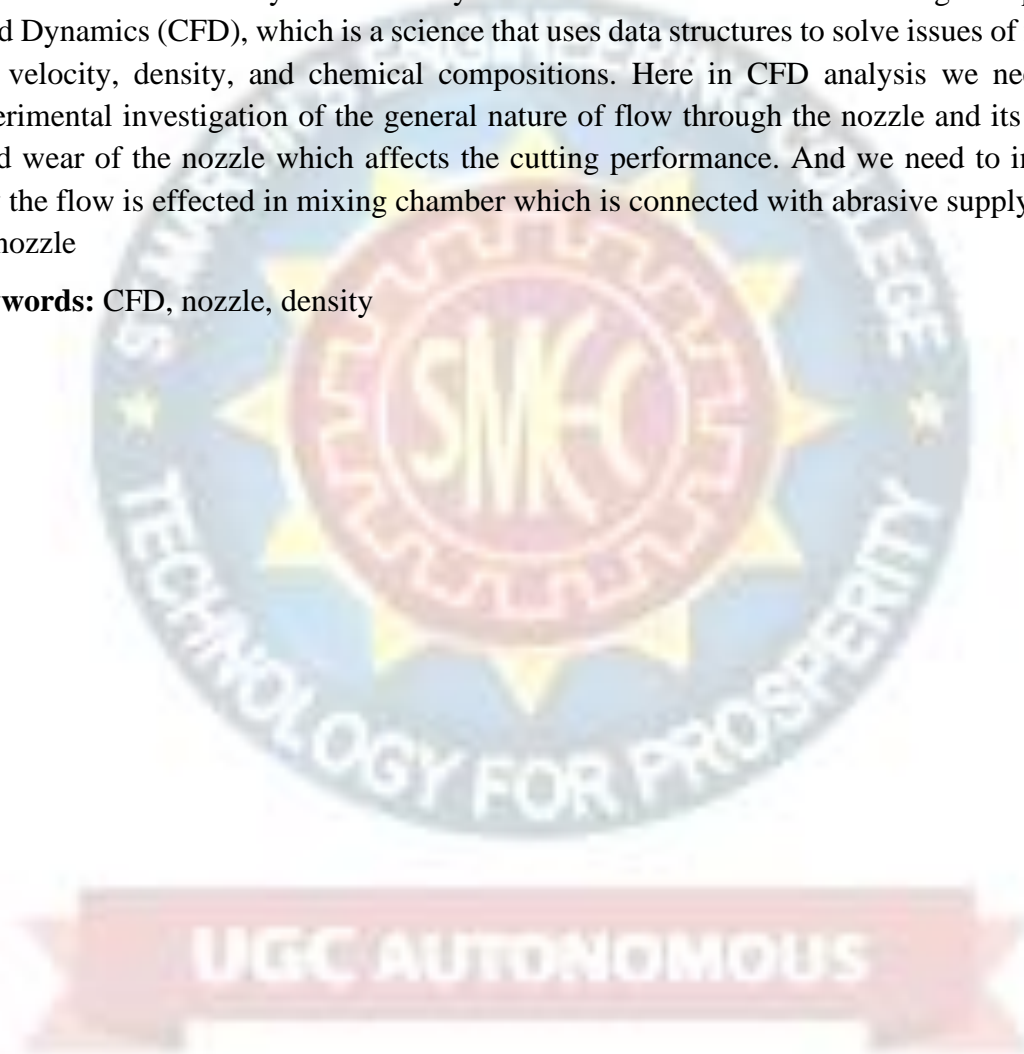 d Dynamics (CFD), which is a science that uses data structures to solve issues of
velocity, density, and chemical compositions. Here in CFD analysis we nee
erimental investigation of the general nature of flow through the nozzle and its
d wear of the nozzle which affects the cutting performance. And we need to in
the flow is effected in mixing chamber which is connected with abrasive supply
nozzle
words: CFD, nozzle, density
SMEC
TECHNOLOGY FOR PROSPERITY
UGC AUTONOMOUS